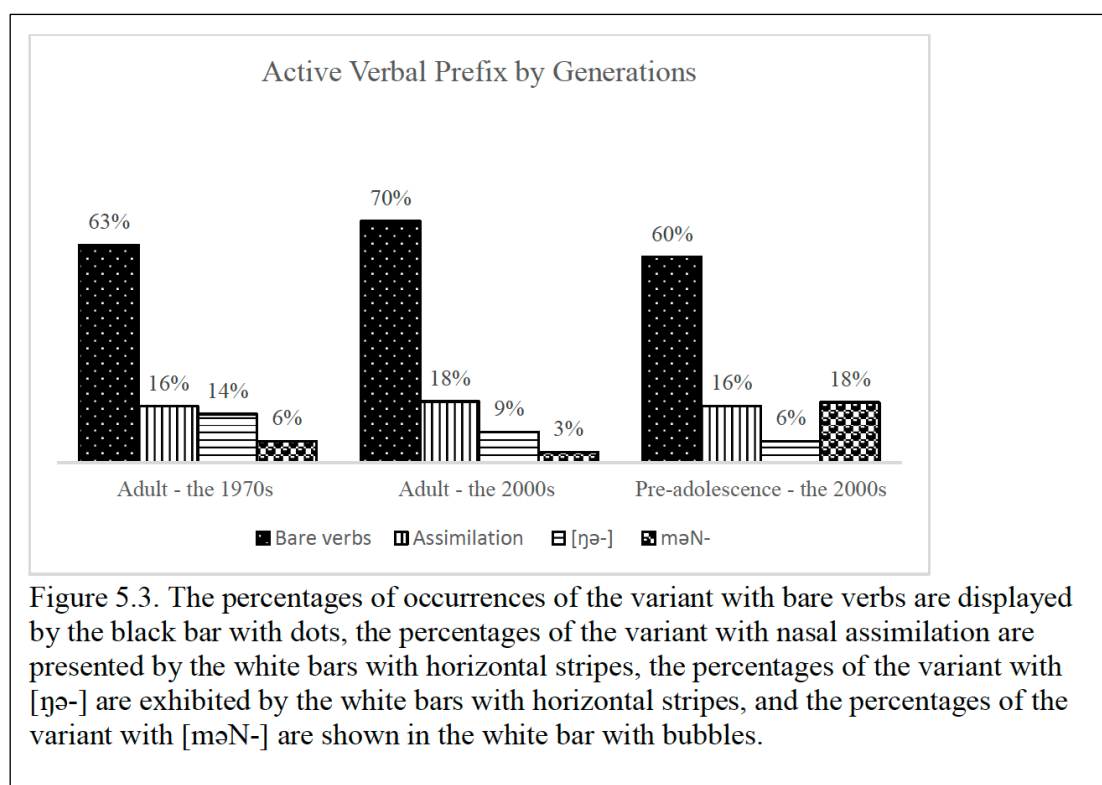 Active Verbal Prefix by Generations
63%
16%
14%
6%
70%
18%
9%
3%
60%
16%
6%
18%
Adult - the 1970s
Adult - the 2000s
Pre-adolescence - the 2000s
Bare verbs
Assimilation
[ŋə-]
məN-
Figure 5.3. The percentages of occurrences of the variant with bare verbs are displayed
by the black bar with dots, the percentages of the variant with nasal assimilation are
presented by the white bars with horizontal stripes, the percentages of the variant with
[ŋə-] are exhibited by the white bars with horizontal stripes, and the percentages of the
variant with [məN-] are shown in the white bar with bubbles.